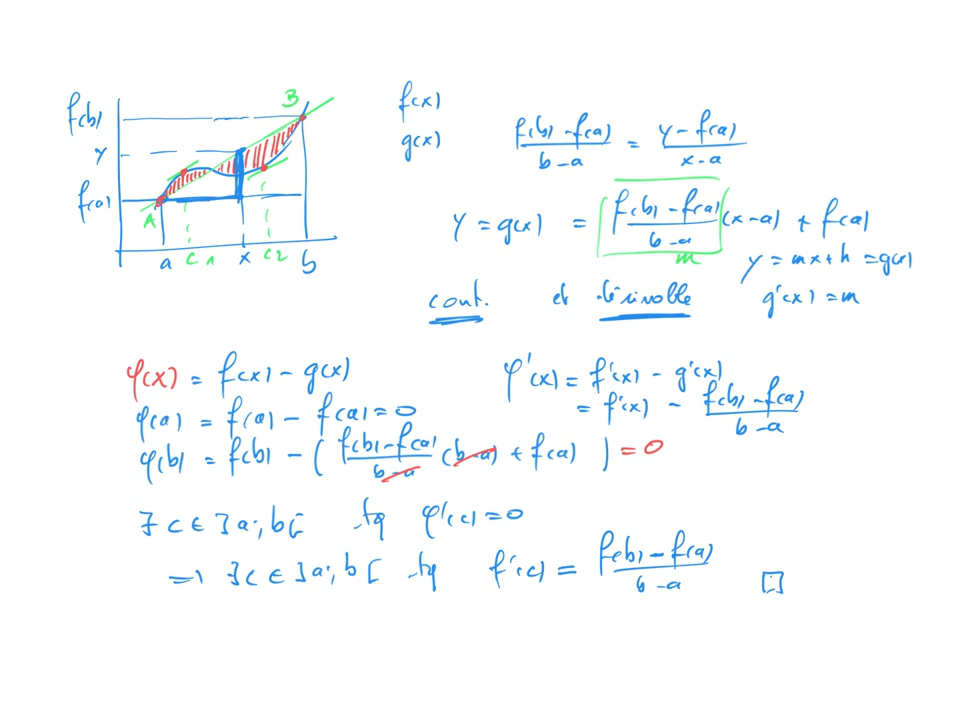 f(b)
y
f(a)
A
B
a c1 x c2 b
f(x)
g(x)
(f(b) - f(a))/(b - a) = (y - f(a))/(x - a)
y = g(x) = (f(b) - f(a))/(b - a) (x - a) + f(a)
m
y = mx + h = g(x)
cont. et dérivable
g'(x) = m
φ(x) = f(x) - g(x)
φ(a) = f(a) - f(a) = 0
φ(b) = f(b) - ( (f(b) - f(a))/(b - a) (b - a) + f(a) ) = 0
φ'(x) = f'(x) - g'(x)
= f'(x) - (f(b) - f(a))/(b - a)
∃ c ∈ ]a; b[ tq φ'(c) = 0
⇒ ∃ c ∈ ]a; b[ tq f'(c) = (f(b) - f(a))/(b - a) □